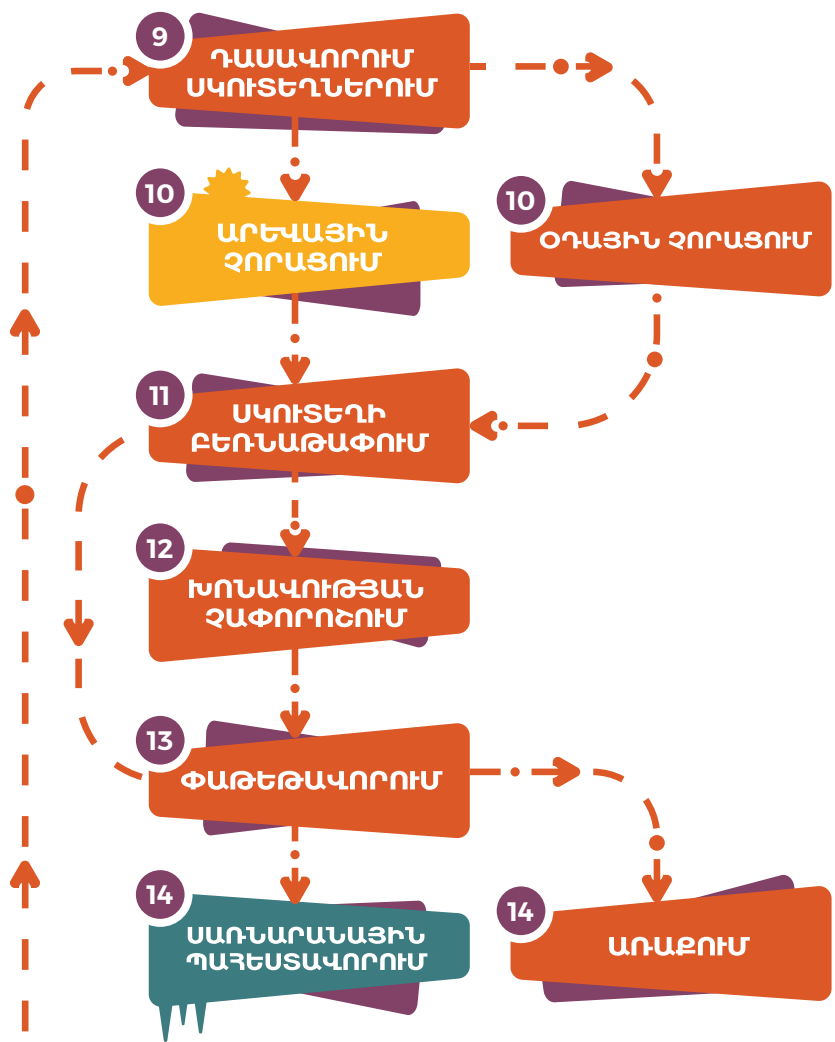 9
ԴԱՍԱՎՈՐՈՒՄ
ՍԿՈՒՏԵՂՆԵՐՈՒՄ
10
ԱՐԵՎԱՅԻՆ
ՉՈՐԱՑՈՒՄ
10
ՕԴԱՅԻՆ ՉՈՐԱՑՈՒՄ
11
ՍԿՈՒՏԵՂԻ
ԲԵՌՆԱԹԱՓՈՒՄ
12
ԽՈՆԱՎՈՒԹՅԱՆ
ՉԱՓՈՐՈՇՈՒՄ
13
ՓԱԹԵԹԱՎՈՐՈՒՄ
14
ՍԱՌՆԱՐԱՆԱՅԻՆ
ՊԱՀԵՍՏԱՎՈՐՈՒՄ
14
ԱՌԱՔՈՒՄ